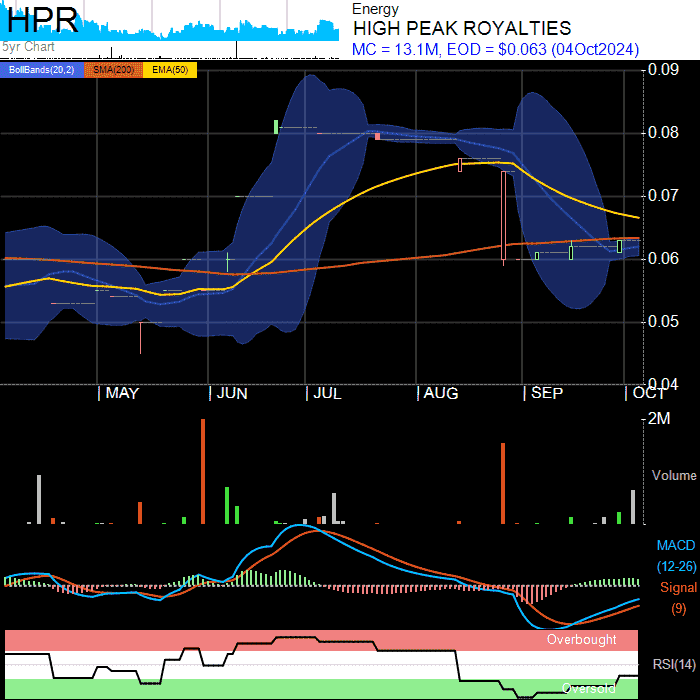 HPR
5yr Chart
Energy
HIGH PEAK ROYALTIES
MC = 13.1M, EOD = $0.063 (04Oct2024)
BollBands(20,2) SMA(200) EMA(50)
0.09
0.08
0.07
0.06
0.05
0.04
MAY JUN JUL AUG SEP OCT
2M
Volume
MACD
(12-26)
Signal
(9)
Overbought
RSI(14)
Oversold